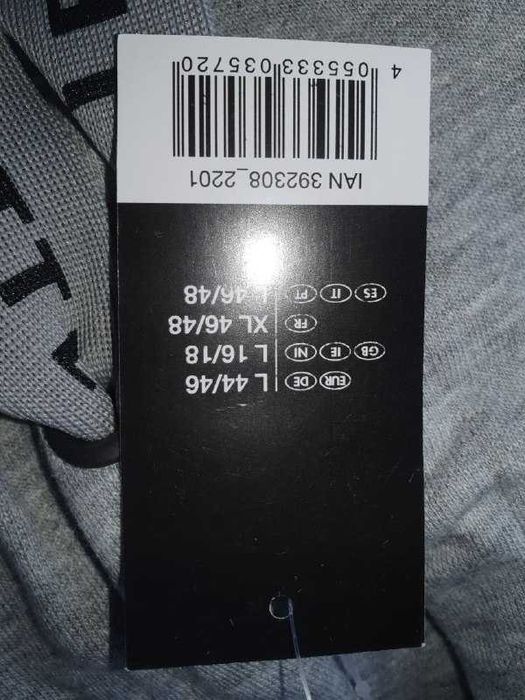 EUR DE L 44/46
GB IE NI L 16/18
FR XL 46/48
ES IT PT L 46/48
IAN 392308_2201
4 055333 035720